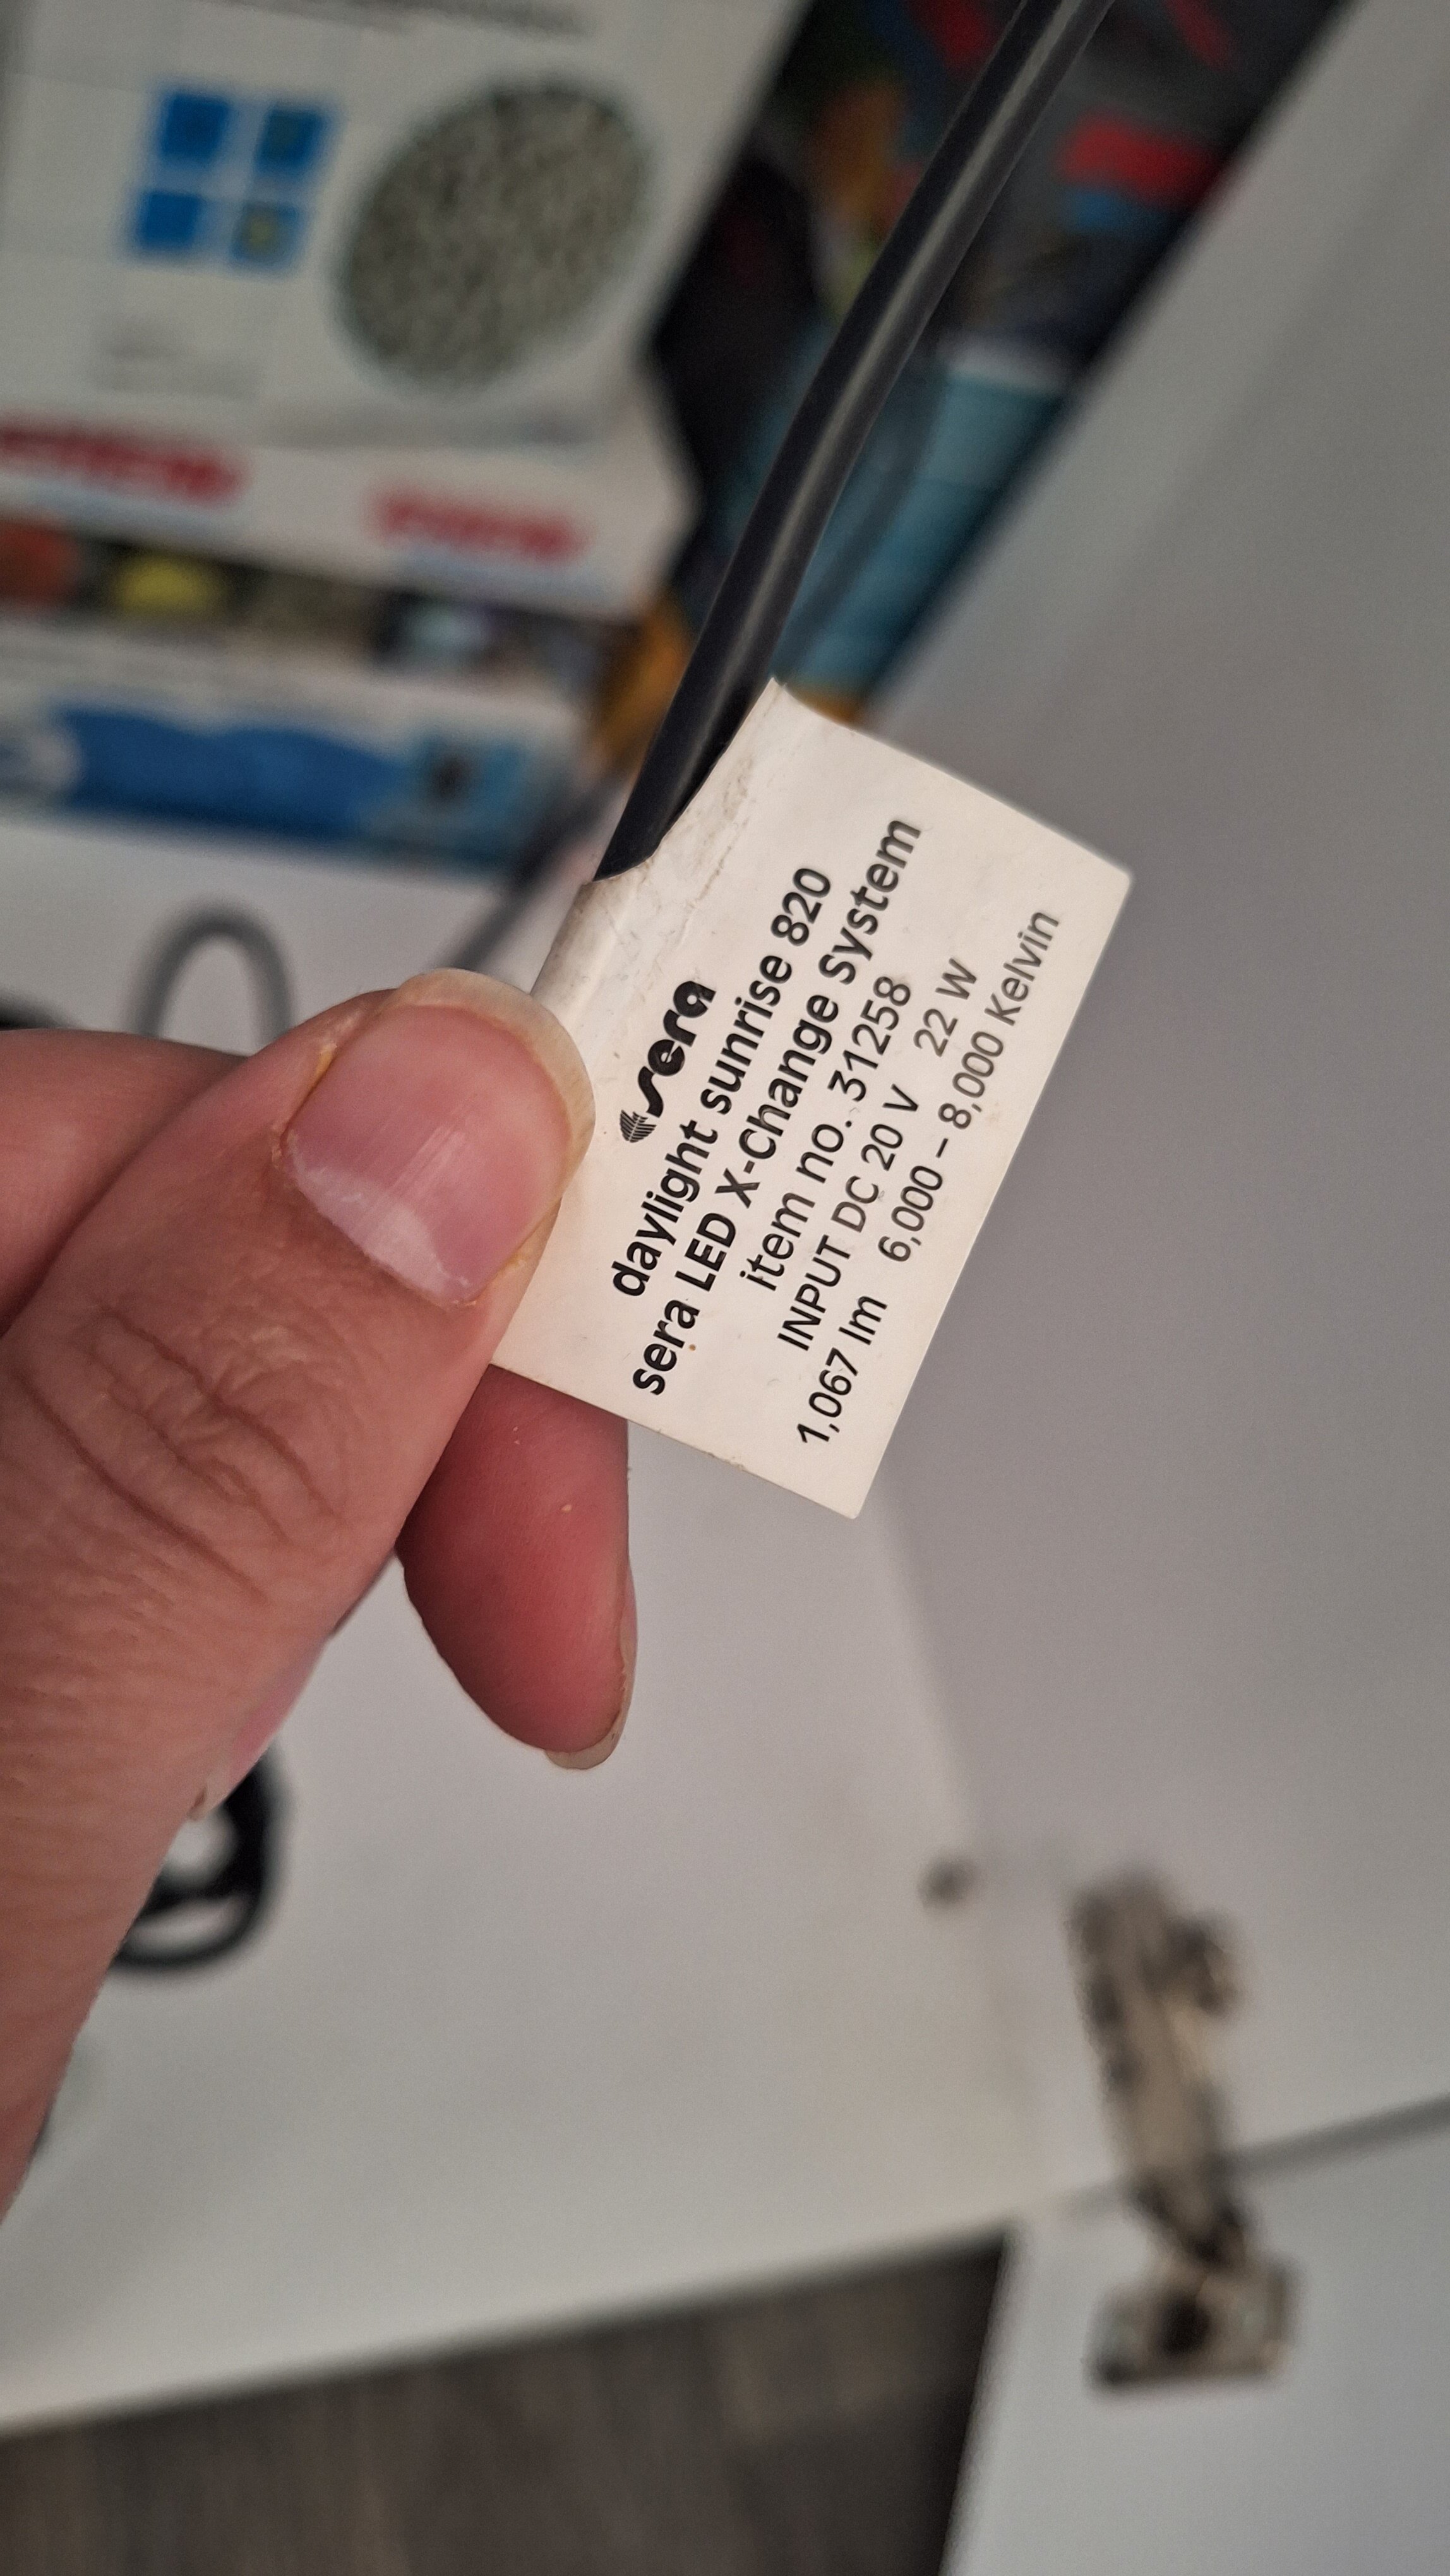 sera
daylight sunrise 820
sera LED X-Change System
item no. 31258
INPUT DC 20 V 22 W
1,067 lm 6,000 – 8,000 Kelvin